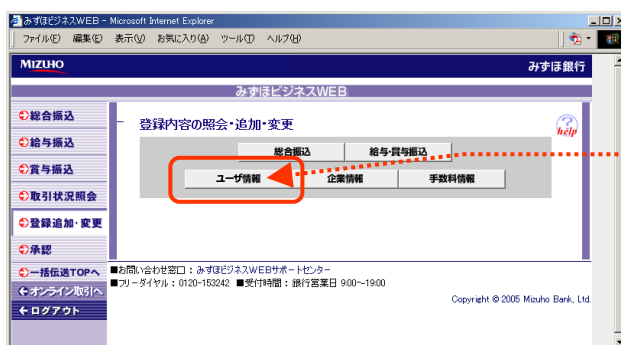 みずほビジネスWEB - Microsoft Internet Explorer
ファイル(F) 編集(E) 表示(V) お気に入り(A) ツール(T) ヘルプ(H)
MIZUHO みずほ銀行
みずほビジネスWEB
総合振込
給与振込
賞与振込
取引状況照会
登録追加・変更
承認
一括伝送TOPへ
オンライン取引へ
ログアウト
登録内容の照会・追加・変更
help
総合振込 給与・賞与振込
ユーザ情報 企業情報 手数料情報
■お問い合わせ窓口：みずほビジネスWEBサポートセンター
■フリーダイヤル：0120-153242 ■受付時間：銀行営業日 9:00～19:00
Copyright © 2005 Mizuho Bank, Ltd.